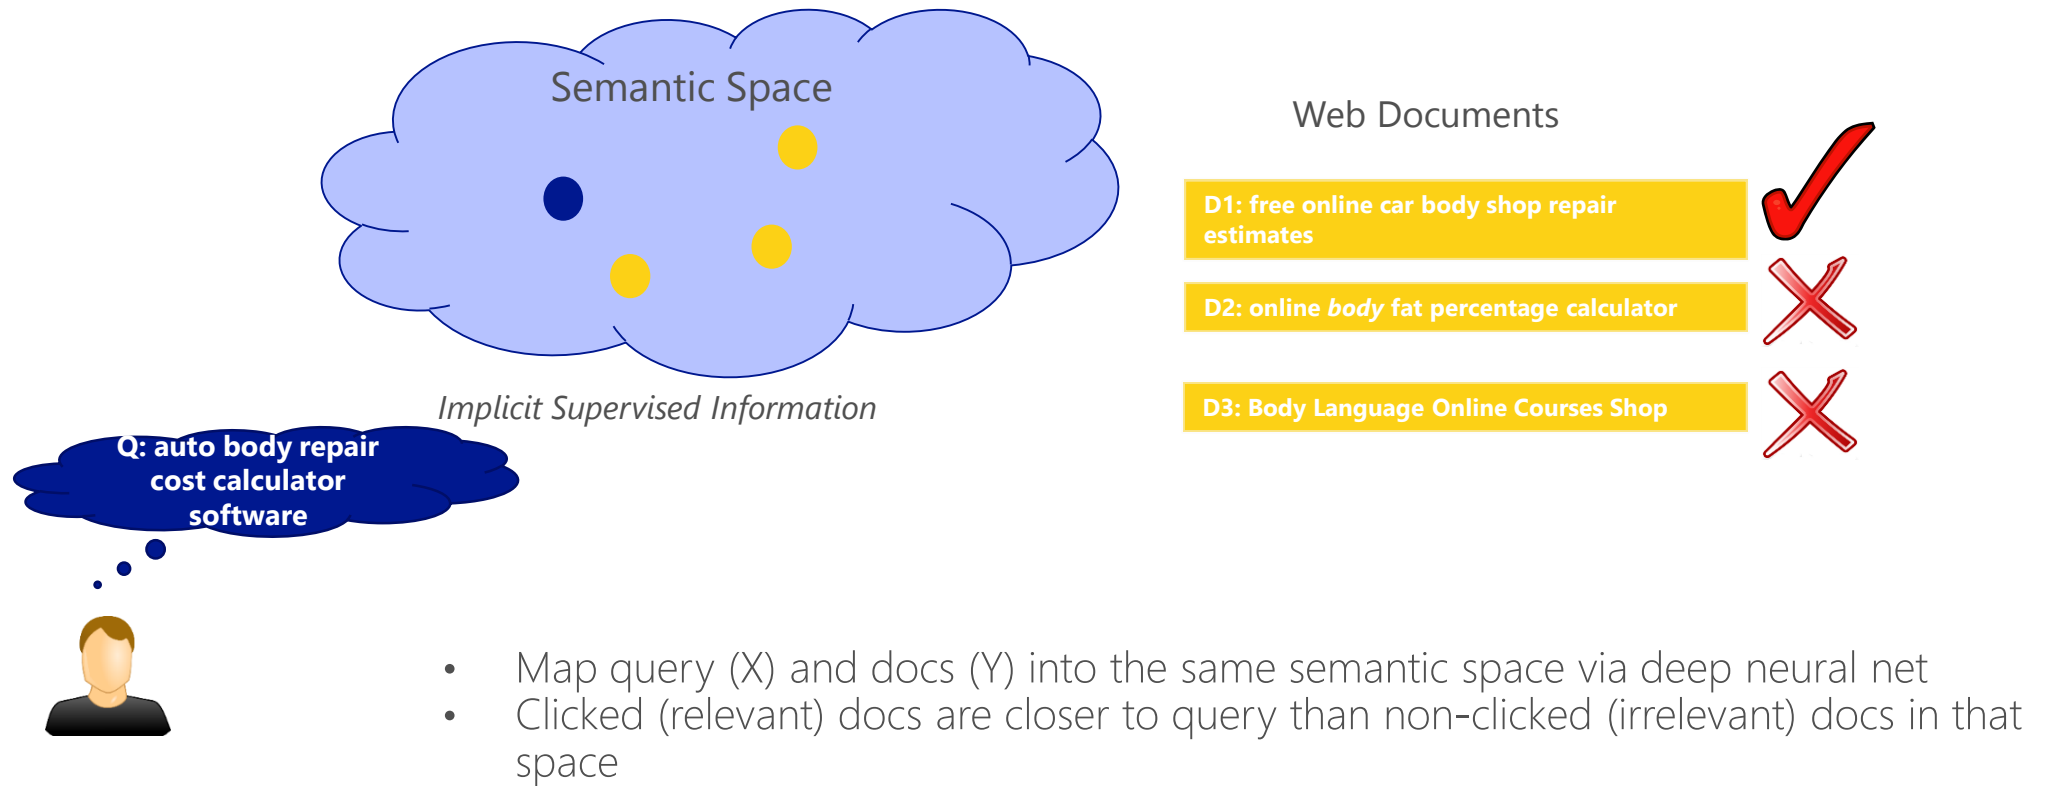 Semantic Space
Web Documents
D1: free online car body shop repair
estimates
D2: online body fat percentage calculator
D3: Body Language Online Courses Shop
Implicit Supervised Information
Q: auto body repair
cost calculator
software
• Map query (X) and docs (Y) into the same semantic space via deep neural net
• Clicked (relevant) docs are closer to query than non-clicked (irrelevant) docs in that
space